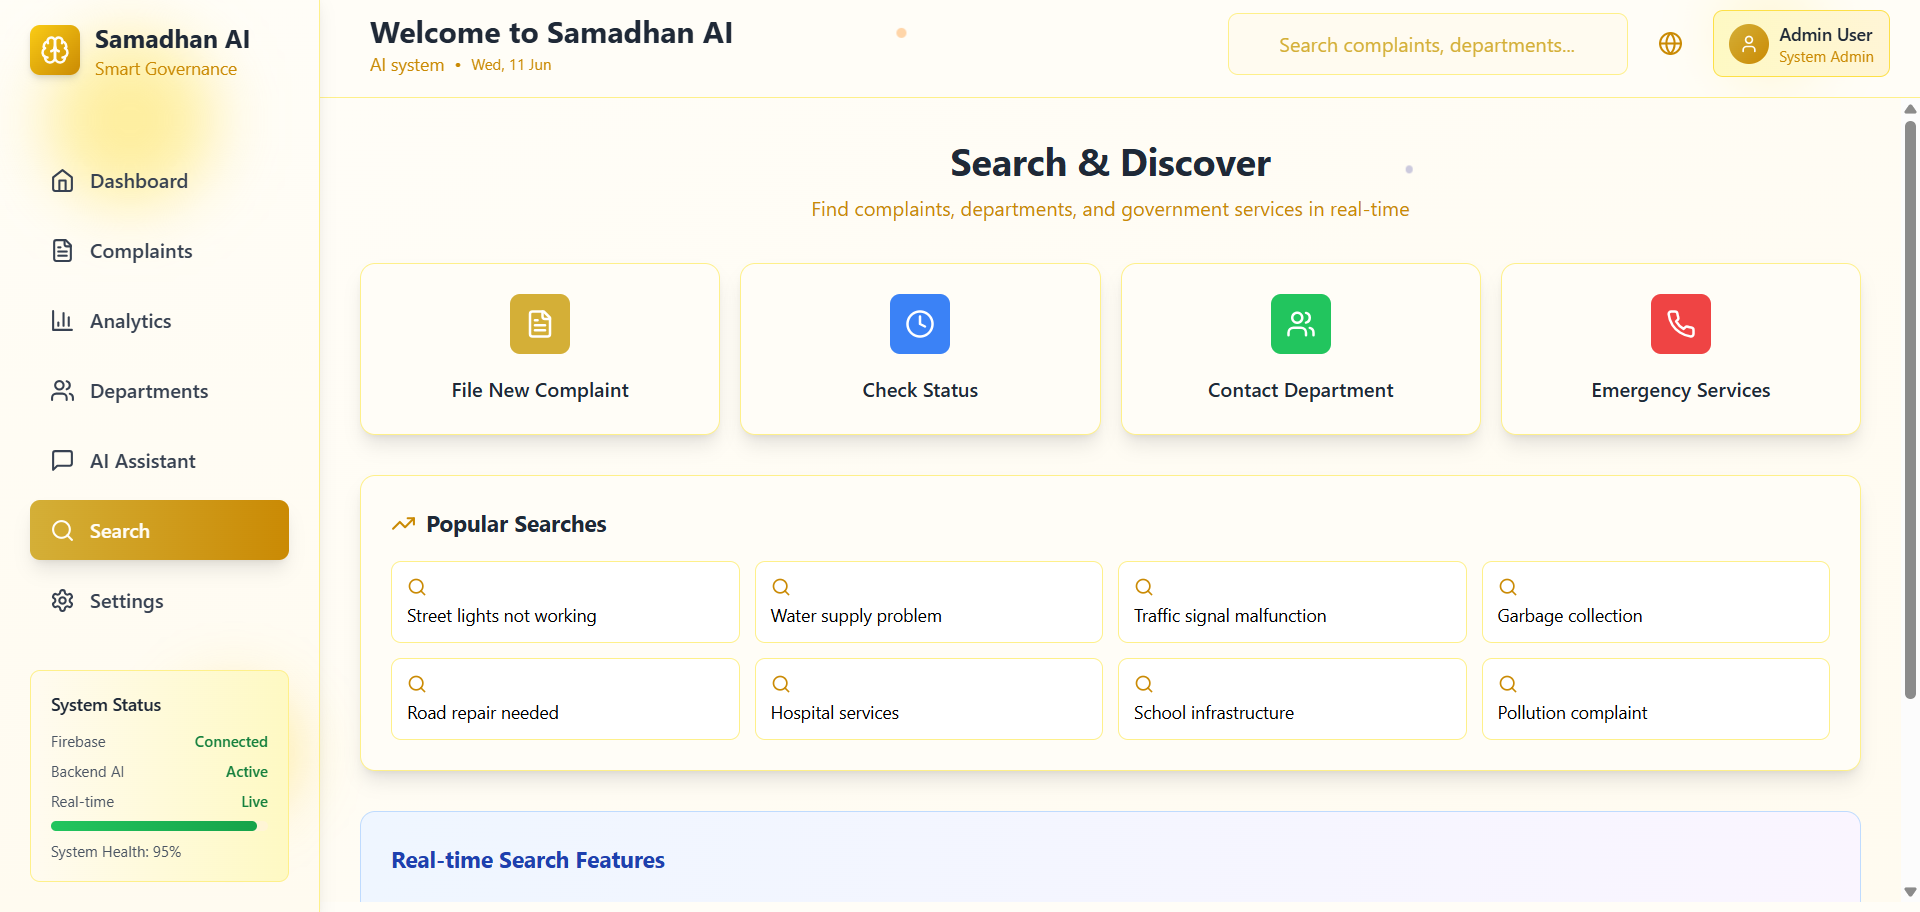 Samadhan AI
Smart Governance
Dashboard
Complaints
Analytics
Departments
AI Assistant
Search
Settings
System Status
Firebase Connected
Backend AI Active
Real-time Live
System Health: 95%
Welcome to Samadhan AI
AI system • Wed, 11 Jun
Search complaints, departments...
Admin User
System Admin
Search & Discover
Find complaints, departments, and government services in real-time
File New Complaint
Check Status
Contact Department
Emergency Services
Popular Searches
Street lights not working
Water supply problem
Traffic signal malfunction
Garbage collection
Road repair needed
Hospital services
School infrastructure
Pollution complaint
Real-time Search Features